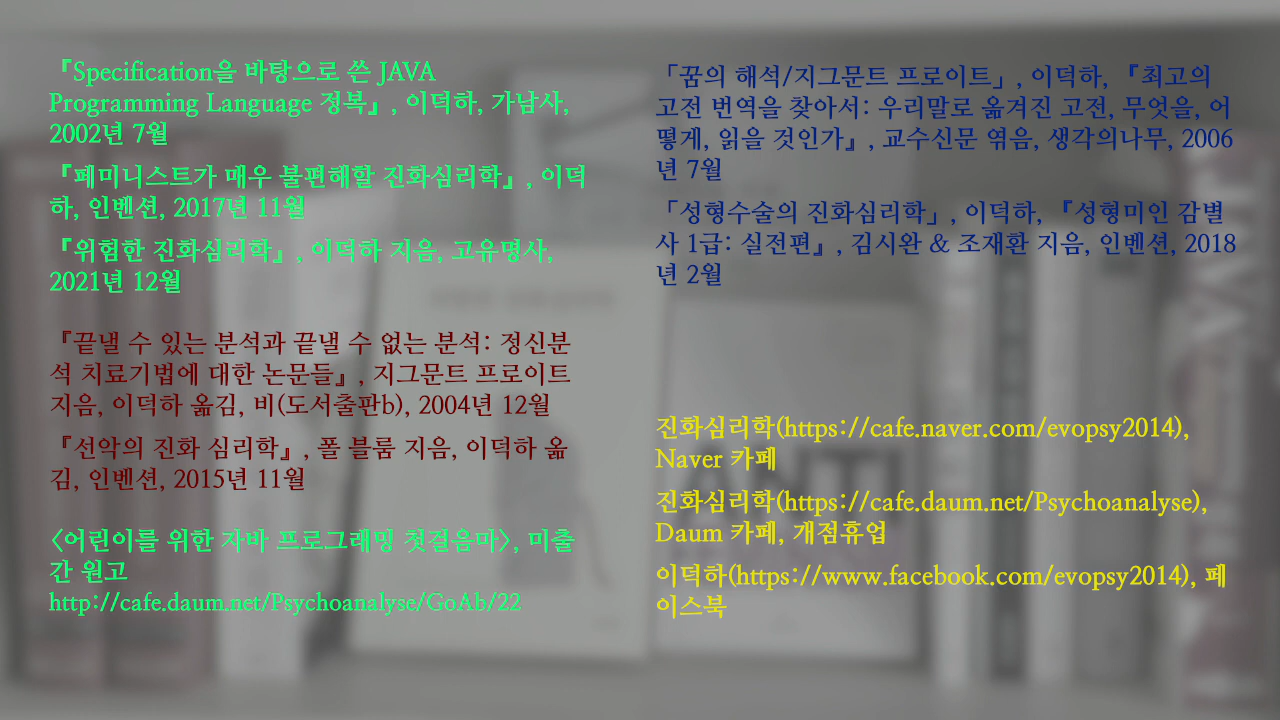 『Specification을 바탕으로 쓴 JAVA
Programming Language 정복』, 이덕하, 가남사,
2002년 7월
『페미니스트가 매우 불편해할 진화심리학』, 이덕
하, 인벤션, 2017년 11월
『위험한 진화심리학』, 이덕하 지음, 고유명사,
2021년 12월
『끝낼 수 있는 분석과 끝낼 수 없는 분석: 정신분
석 치료기법에 대한 논문들』, 지그문트 프로이트
지음, 이덕하 옮김, 비(도서출판b), 2004년 12월
『선악의 진화 심리학』, 폴 블룸 지음, 이덕하 옮
김, 인벤션, 2015년 11월
〈어린이를 위한 자바 프로그래밍 첫걸음마〉, 미출
간 원고
http://cafe.daum.net/Psychoanalyse/GoAb/22
「꿈의 해석/지그문트 프로이트」, 이덕하, 『최고의
고전 번역을 찾아서: 우리말로 옮겨진 고전, 무엇을, 어
떻게, 읽을 것인가』, 교수신문 엮음, 생각의나무, 2006
년 7월
「성형수술의 진화심리학」, 이덕하, 『성형미인 감별
사 1급: 실전편』, 김시완 & 조재환 지음, 인벤션, 2018
년 2월
진화심리학(https://cafe.naver.com/evopsy2014),
Naver 카페
진화심리학(https://cafe.daum.net/Psychoanalyse),
Daum 카페, 개점휴업
이덕하(https://www.facebook.com/evopsy2014), 페
이스북